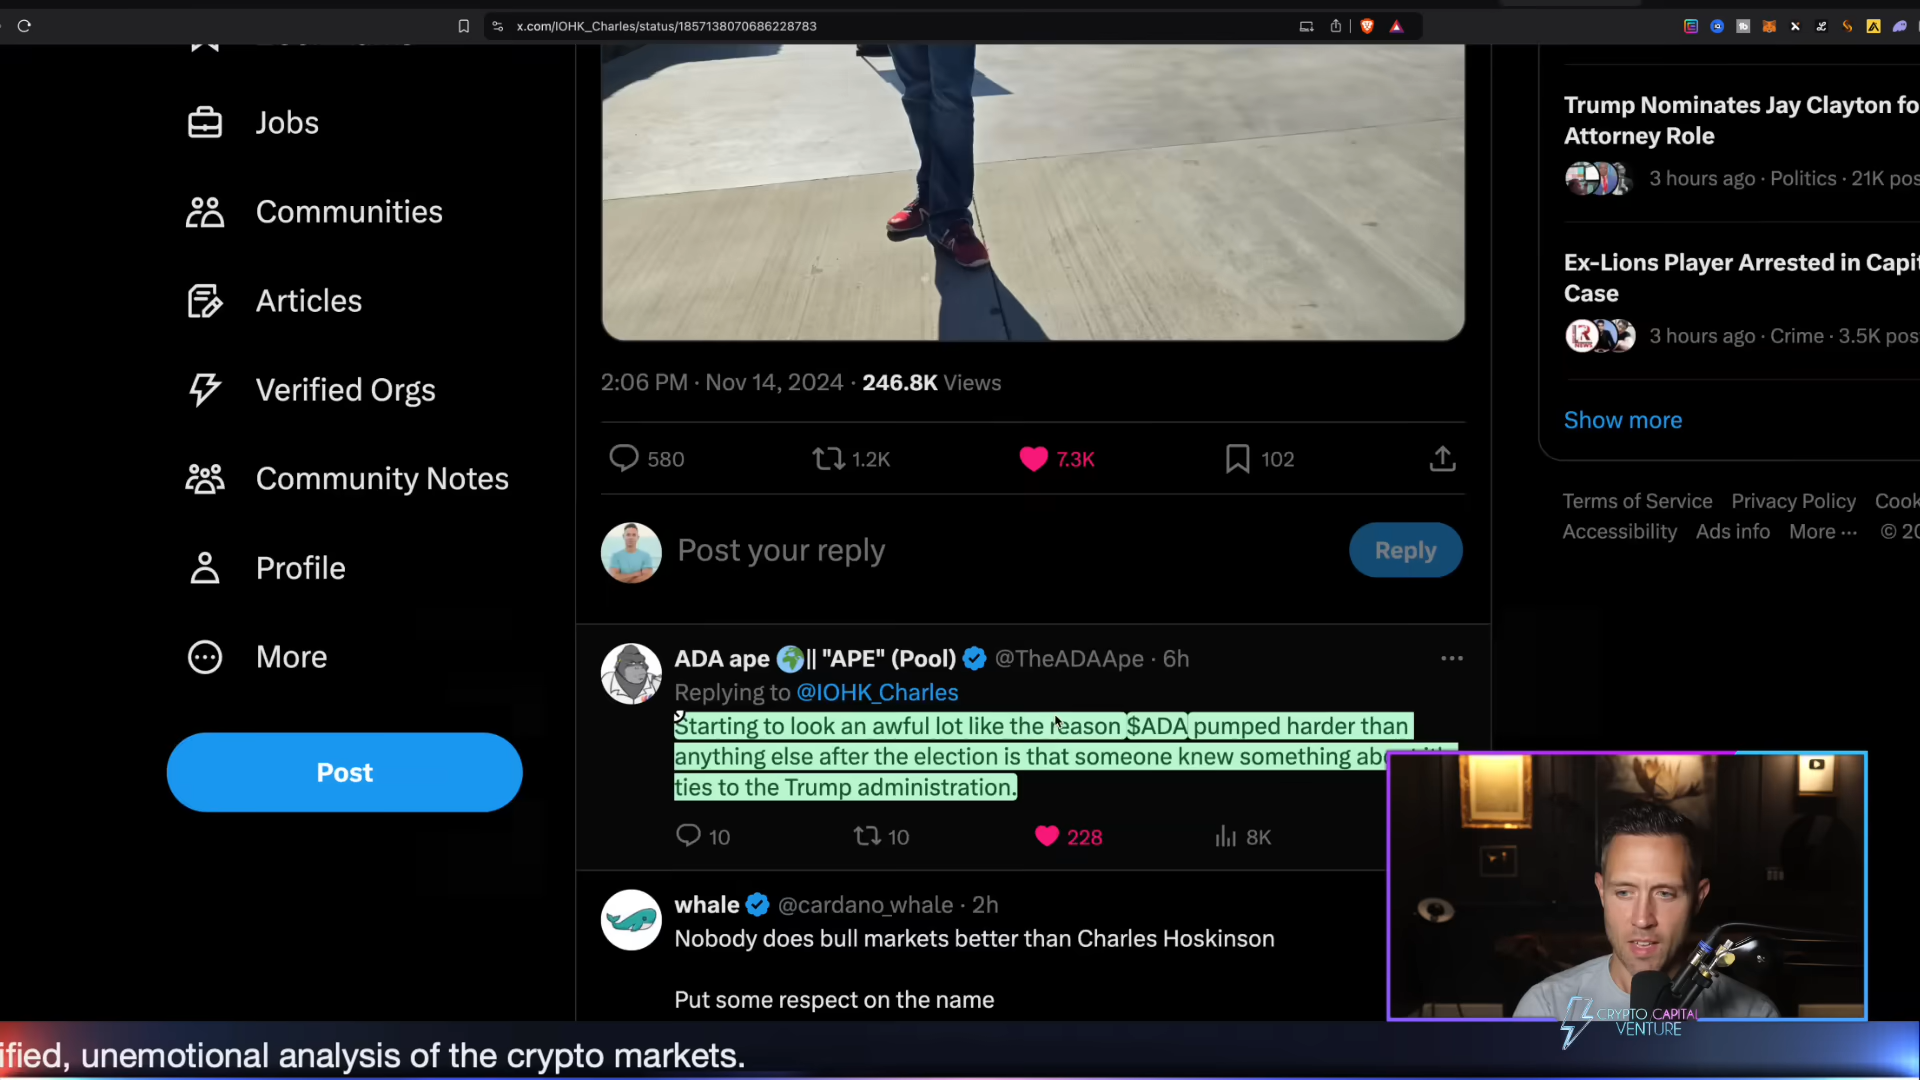 x.com/IOHK_Charles/status/1857138070686228783
Jobs
Communities
Articles
Verified Orgs
Community Notes
Profile
More
Post
2:06 PM · Nov 14, 2024 · 246.8K Views
580 1.2K 7.3K 102
Post your reply
Reply
ADA ape || "APE" (Pool) @TheADAApe · 6h
Replying to @IOHK_Charles
Starting to look an awful lot like the reason $ADA pumped harder than
anything else after the election is that someone knew something
ties to the Trump administration.
10 10 228 8K
whale @cardano_whale · 2h
Nobody does bull markets better than Charles Hoskinson
Put some respect on the name
Trump Nominates Jay Clayton fo
Attorney Role
3 hours ago · Politics · 21K pos
Ex-Lions Player Arrested in Capit
Case
3 hours ago · Crime · 3.5K pos
Show more
Terms of Service Privacy Policy Cook
Accessibility Ads info More ··· © 20
CRYPTO CAPITAL
VENTURE
ified, unemotional analysis of the crypto markets.